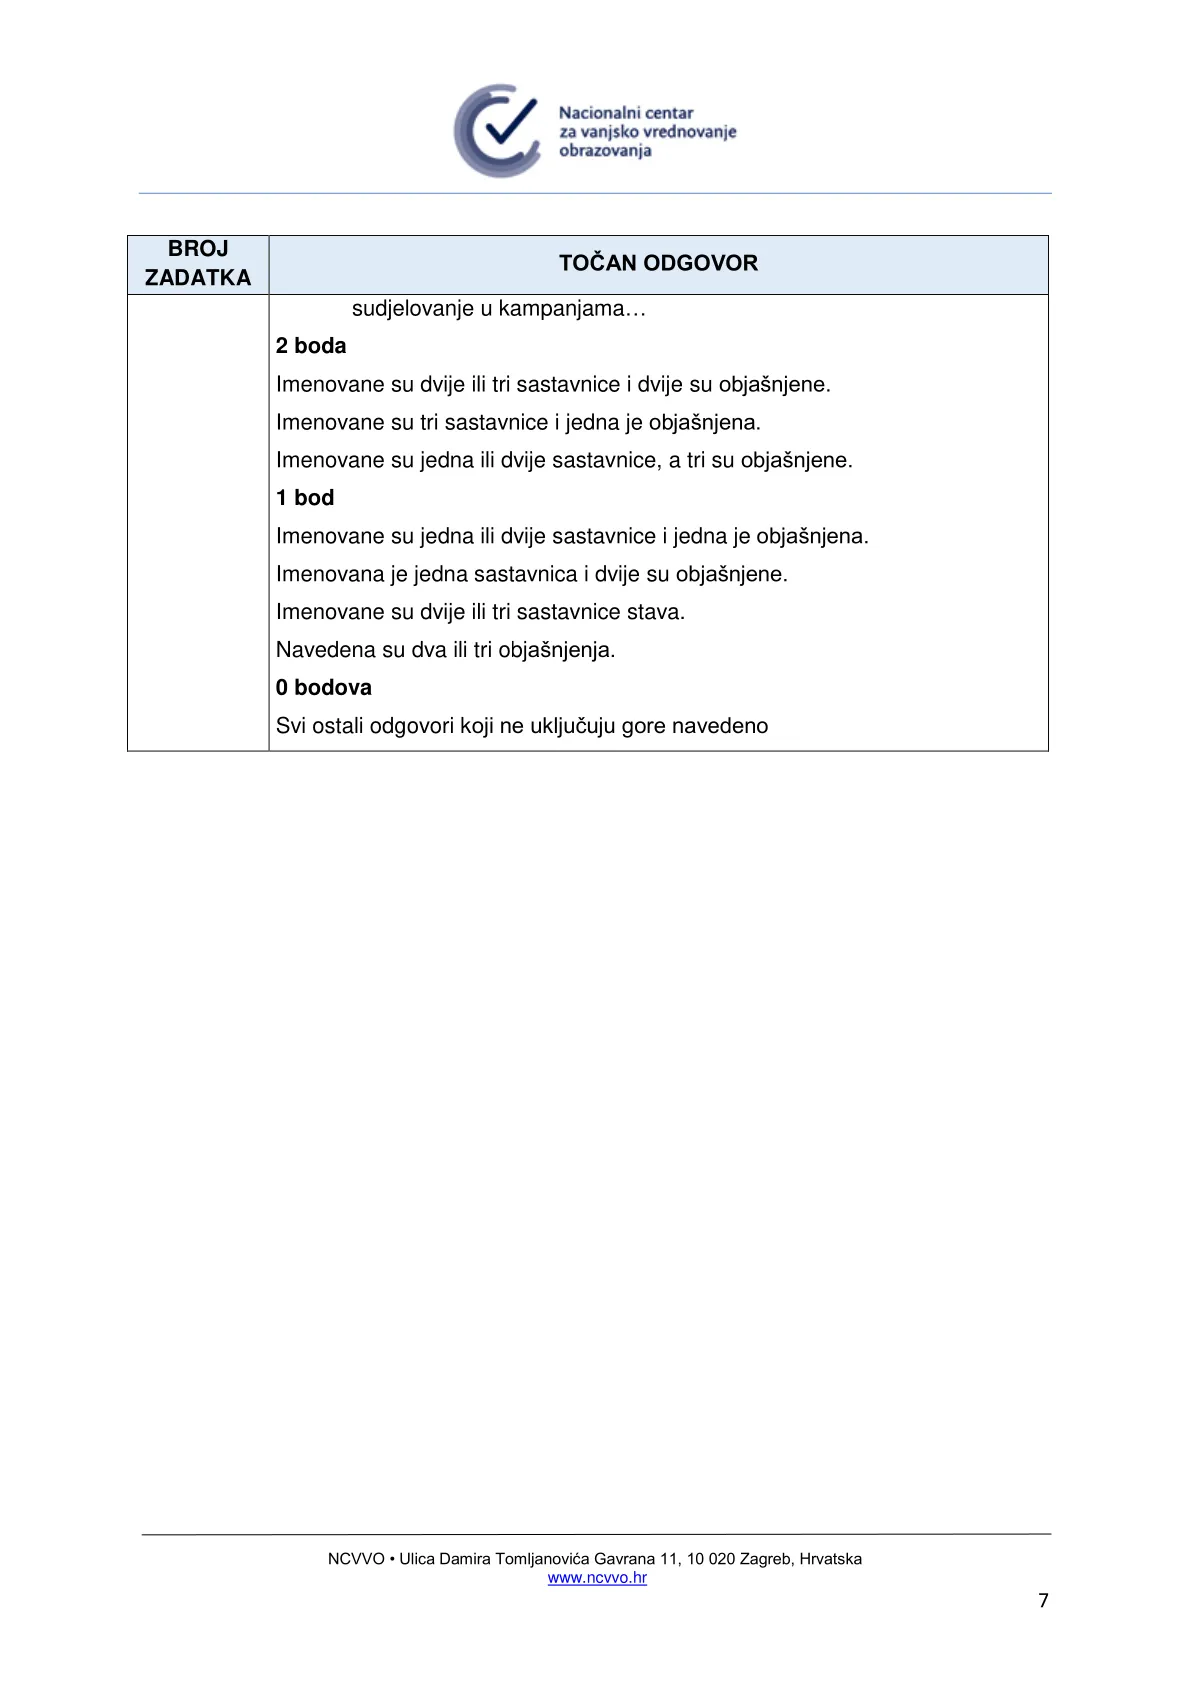 Nacionalni centar
za vanjsko vrednovanje
obrazovanja
BROJ
ZADATKA
TOČAN ODGOVOR
sudjelovanje u kampanjama…
2 boda
Imenovane su dvije ili tri sastavnice i dvije su objašnjene.
Imenovane su tri sastavnice i jedna je objašnjena.
Imenovane su jedna ili dvije sastavnice, a tri su objašnjene.
1 bod
Imenovane su jedna ili dvije sastavnice i jedna je objašnjena.
Imenovana je jedna sastavnica i dvije su objašnjene.
Imenovane su dvije ili tri sastavnice stava.
Navedena su dva ili tri objašnjenja.
0 bodova
Svi ostali odgovori koji ne uključuju gore navedeno
NCVVO • Ulica Damira Tomljanovića Gavrana 11, 10 020 Zagreb, Hrvatska
www.ncvvo.hr
7